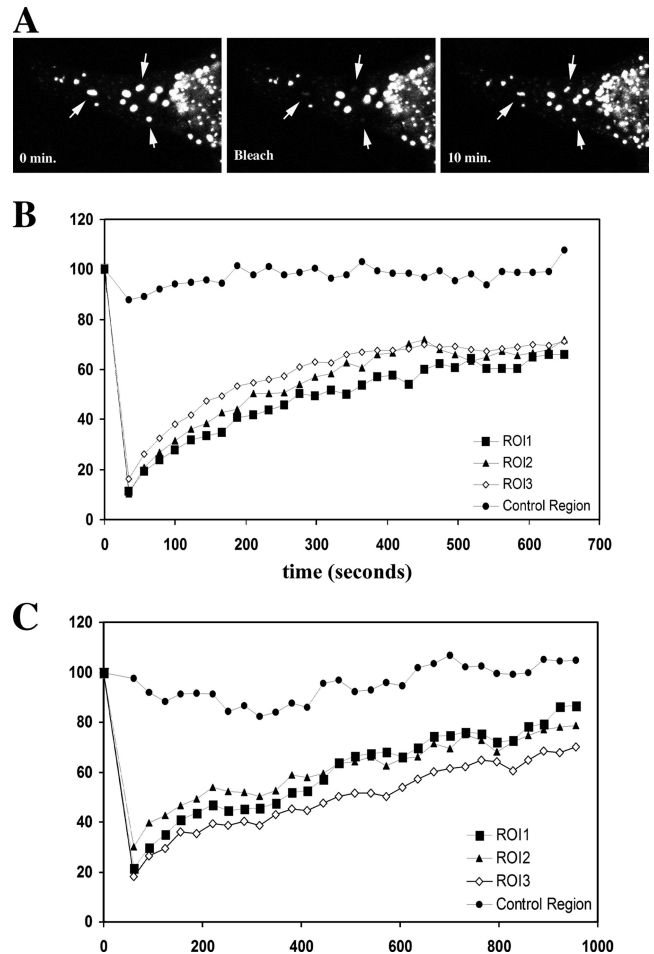 A
0 min.
Bleach
10 min.
B
120
100
80
60
40
20
0
ROI1
ROI2
ROI3
Control Region
0 100 200 300 400 500 600 700
time (seconds)
C
120
100
80
60
40
20
0
ROI1
ROI2
ROI3
Control Region
0 200 400 600 800 1000